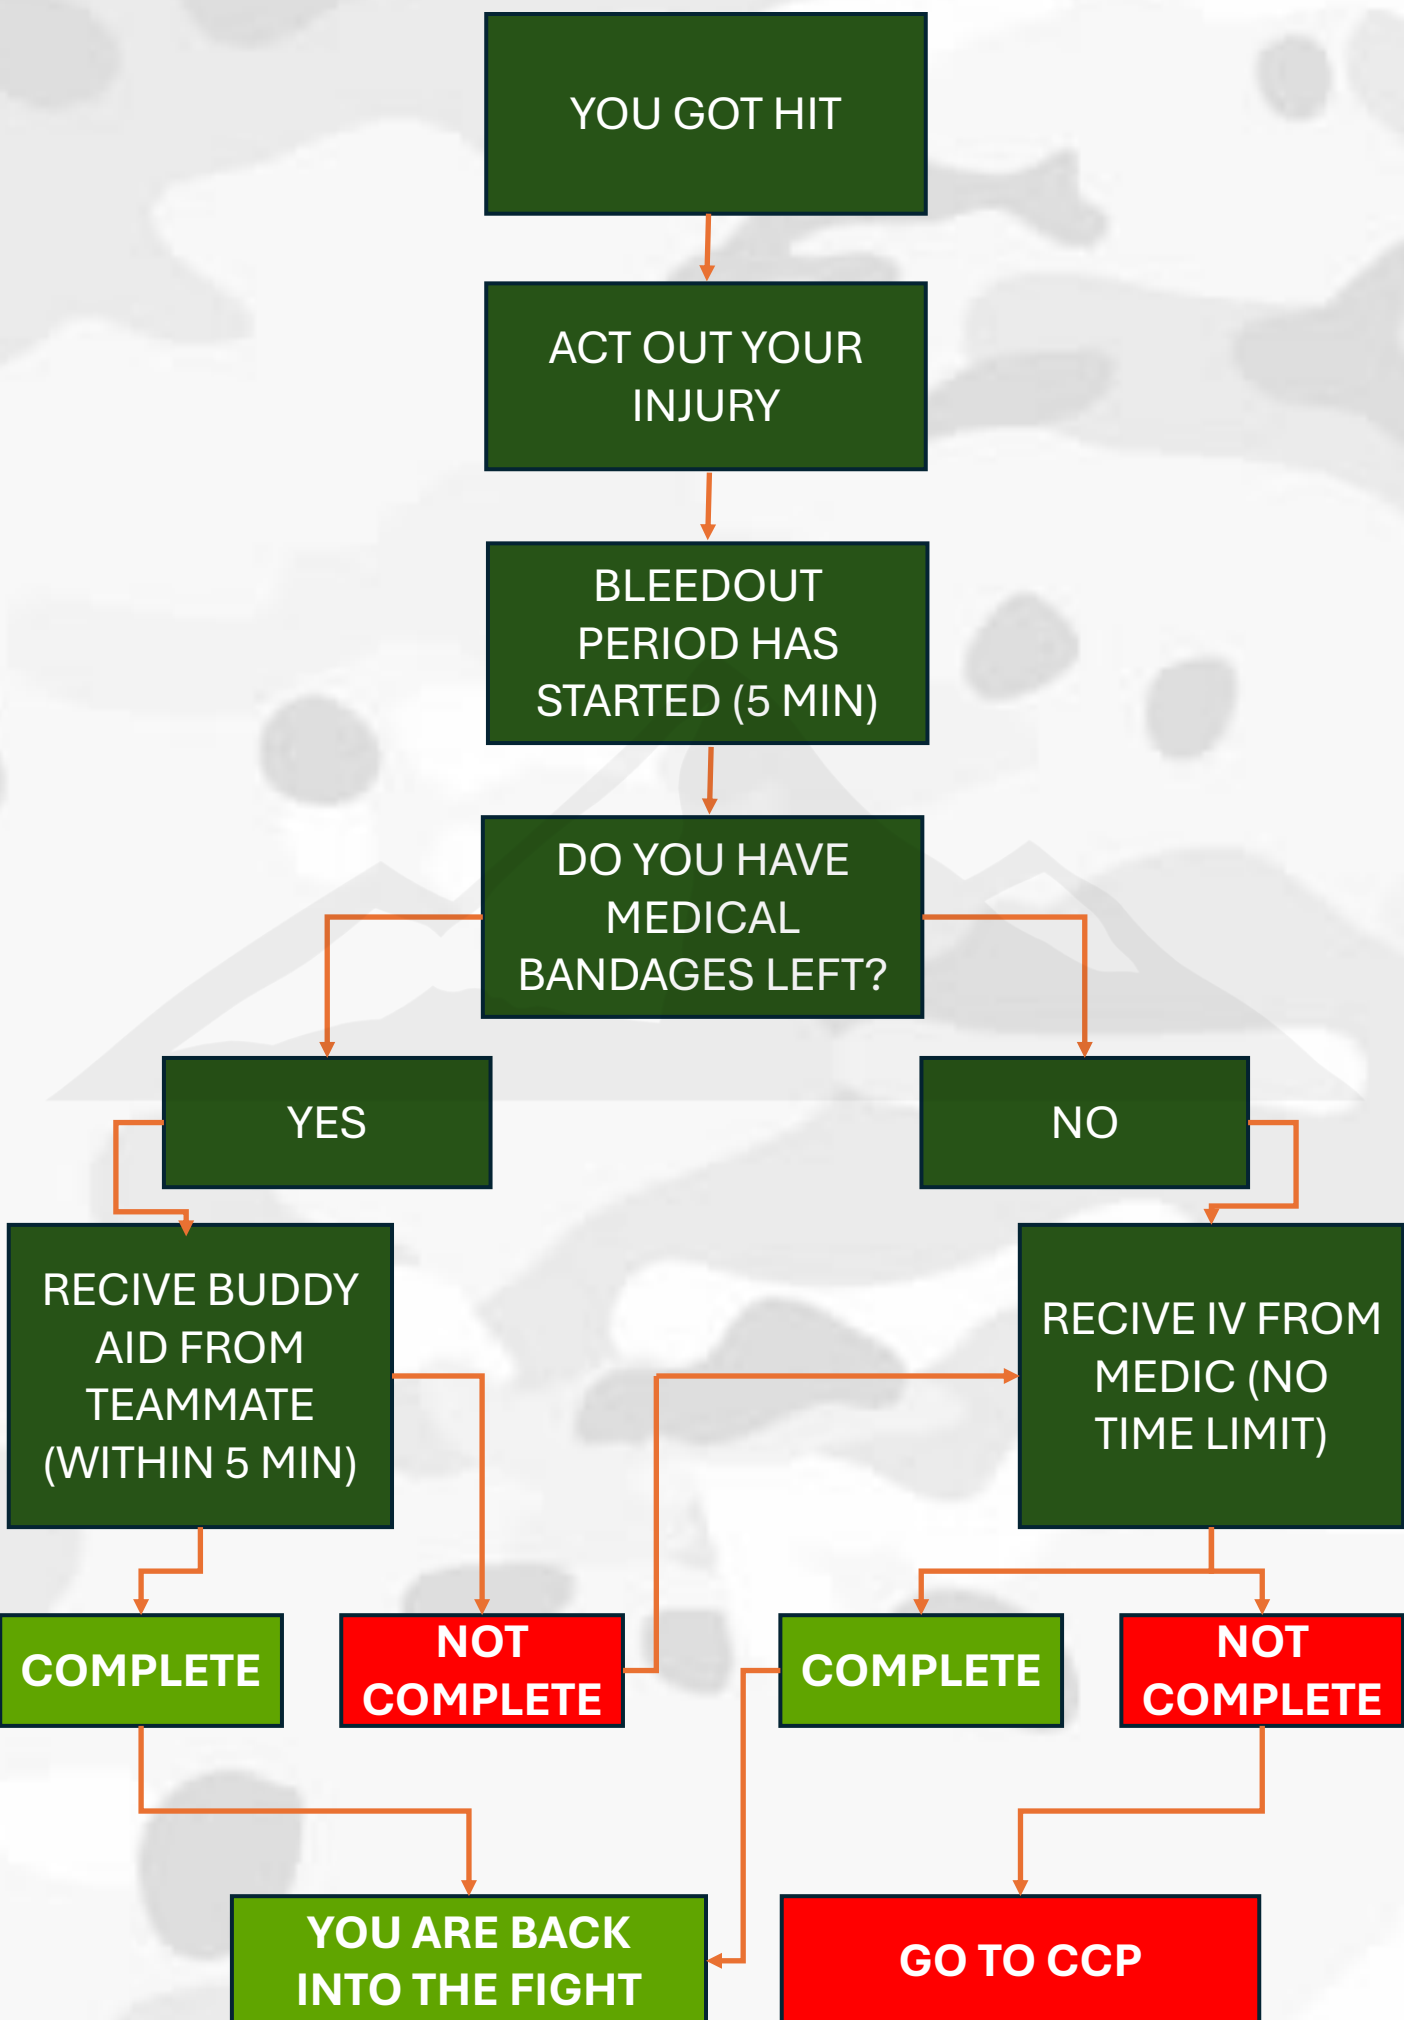 YOU GOT HIT
ACT OUT YOUR
INJURY
BLEEDOUT
PERIOD HAS
STARTED (5 MIN)
DO YOU HAVE
MEDICAL
BANDAGES LEFT?
YES
NO
RECIVE BUDDY
AID FROM
TEAMMATE
(WITHIN 5 MIN)
RECIVE IV FROM
MEDIC (NO
TIME LIMIT)
COMPLETE
NOT
COMPLETE
COMPLETE
NOT
COMPLETE
YOU ARE BACK
INTO THE FIGHT
GO TO CCP